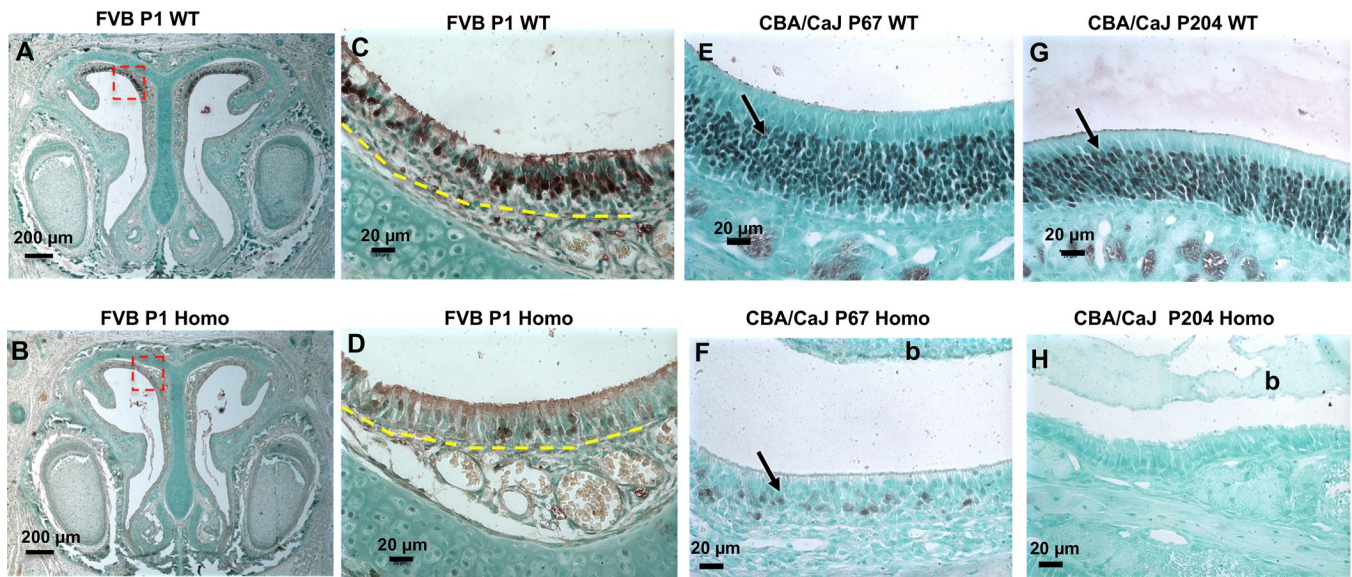 FVB P1 WT
FVB P1 WT
CBA/CaJ P67 WT
CBA/CaJ P204 WT
A
C
E
G
200 µm
20 µm
20 µm
20 µm
FVB P1 Homo
FVB P1 Homo
CBA/CaJ P67 Homo
CBA/CaJ P204 Homo
B
D
F
b
H
b
200 µm
20 µm
20 µm
20 µm